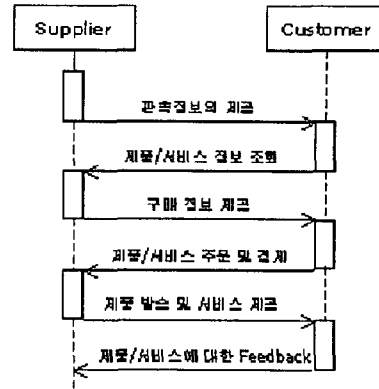 Supplier
Customer
판촉정보의 제공
제품/서비스 정보 조회
구매 정보 제공
제품/서비스 주문 및 결제
제품 발송 및 서비스 제공
제품/서비스에 대한 Feedback